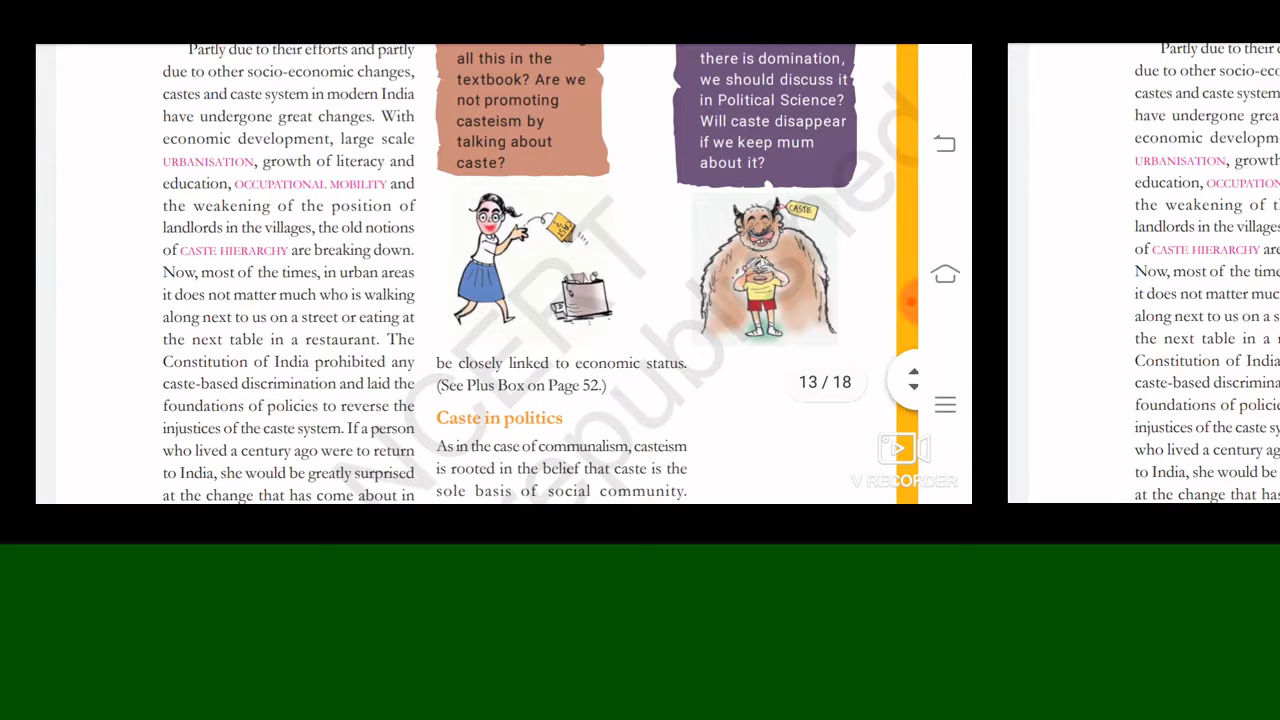 Partly due to their efforts and partly
due to other socio-economic changes,
castes and caste system in modern India
have undergone great changes. With
economic development, large scale
URBANISATION, growth of literacy and
education, OCCUPATIONAL MOBILITY and
the weakening of the position of
landlords in the villages, the old notions
of CASTE HIERARCHY are breaking down.
Now, most of the times, in urban areas
it does not matter much who is walking
along next to us on a street or eating at
the next table in a restaurant. The
Constitution of India prohibited any
caste-based discrimination and laid the
foundations of policies to reverse the
injustices of the caste system. If a person
who lived a century ago were to return
to India, she would be greatly surprised
at the change that has come about in
all this in the
textbook? Are we
not promoting
casteism by
talking about
caste?
there is domination,
we should discuss it
in Political Science?
Will caste disappear
if we keep mum
about it?
CASTE
be closely linked to economic status.
(See Plus Box on Page 52.)
Caste in politics
As in the case of communalism, casteism
is rooted in the belief that caste is the
sole basis of social community.
13 / 18
V RECORDER
NCERT
republished
Partly due to their
due to other socio-eco
castes and caste system
have undergone grea
economic developm
URBANISATION, growth
education, OCCUPATION
the weakening of th
landlords in the villages
of CASTE HIERARCHY are
Now, most of the time
it does not matter much
along next to us on a st
the next table in a r
Constitution of India
caste-based discrimina
foundations of policie
injustices of the caste sy
who lived a century ag
to India, she would be
at the change that has